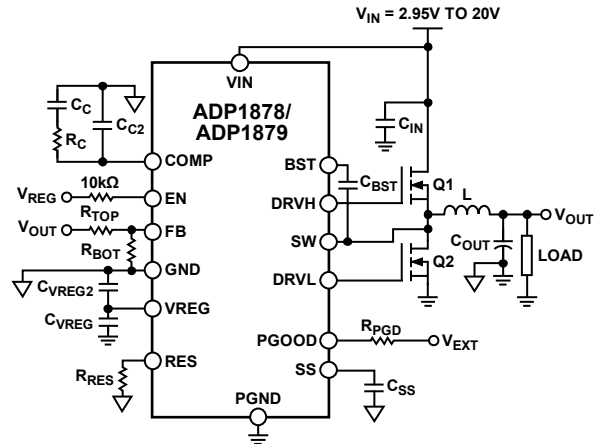 V_IN = 2.95V TO 20V
VIN
ADP1878/
ADP1879
C_C
C_C2
R_C
C_IN
COMP
BST
C_BST
Q1
V_REG
10kΩ
EN
DRVH
L
V_OUT
V_OUT
R_TOP
FB
SW
C_OUT
LOAD
R_BOT
Q2
GND
DRVL
C_VREG2
VREG
C_VREG
PGOOD
R_PGD
V_EXT
RES
SS
R_RES
C_SS
PGND